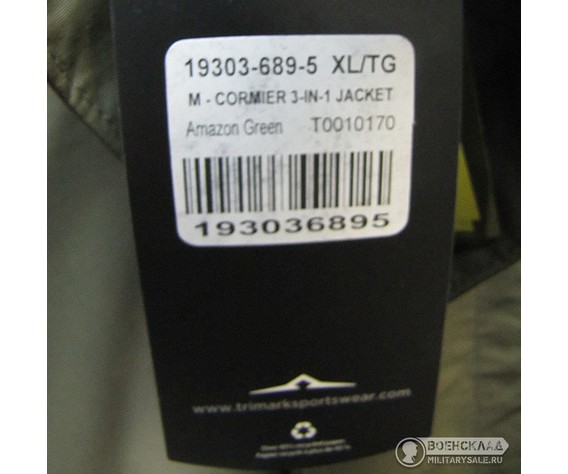 19303-689-5 XL/TG
M - CORMIER 3-IN-1 JACKET
Amazon Green T0010170
193036895
www.trimarksportswear.com
ВОЕНСКЛАД
MILITARYSALE.RU